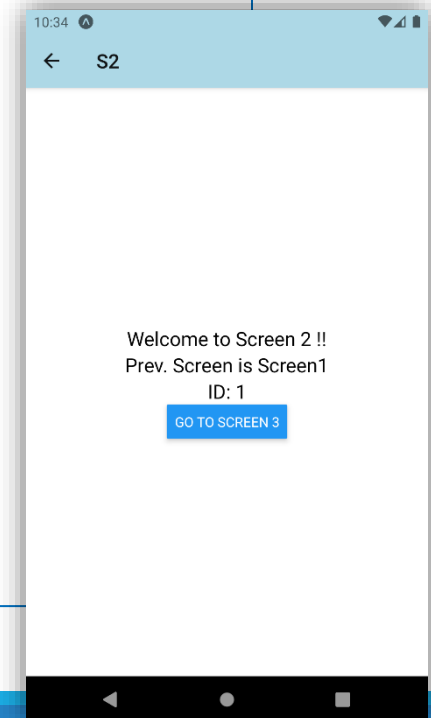 10:34
S2
Welcome to Screen 2 !!
Prev. Screen is Screen1
ID: 1
GO TO SCREEN 3